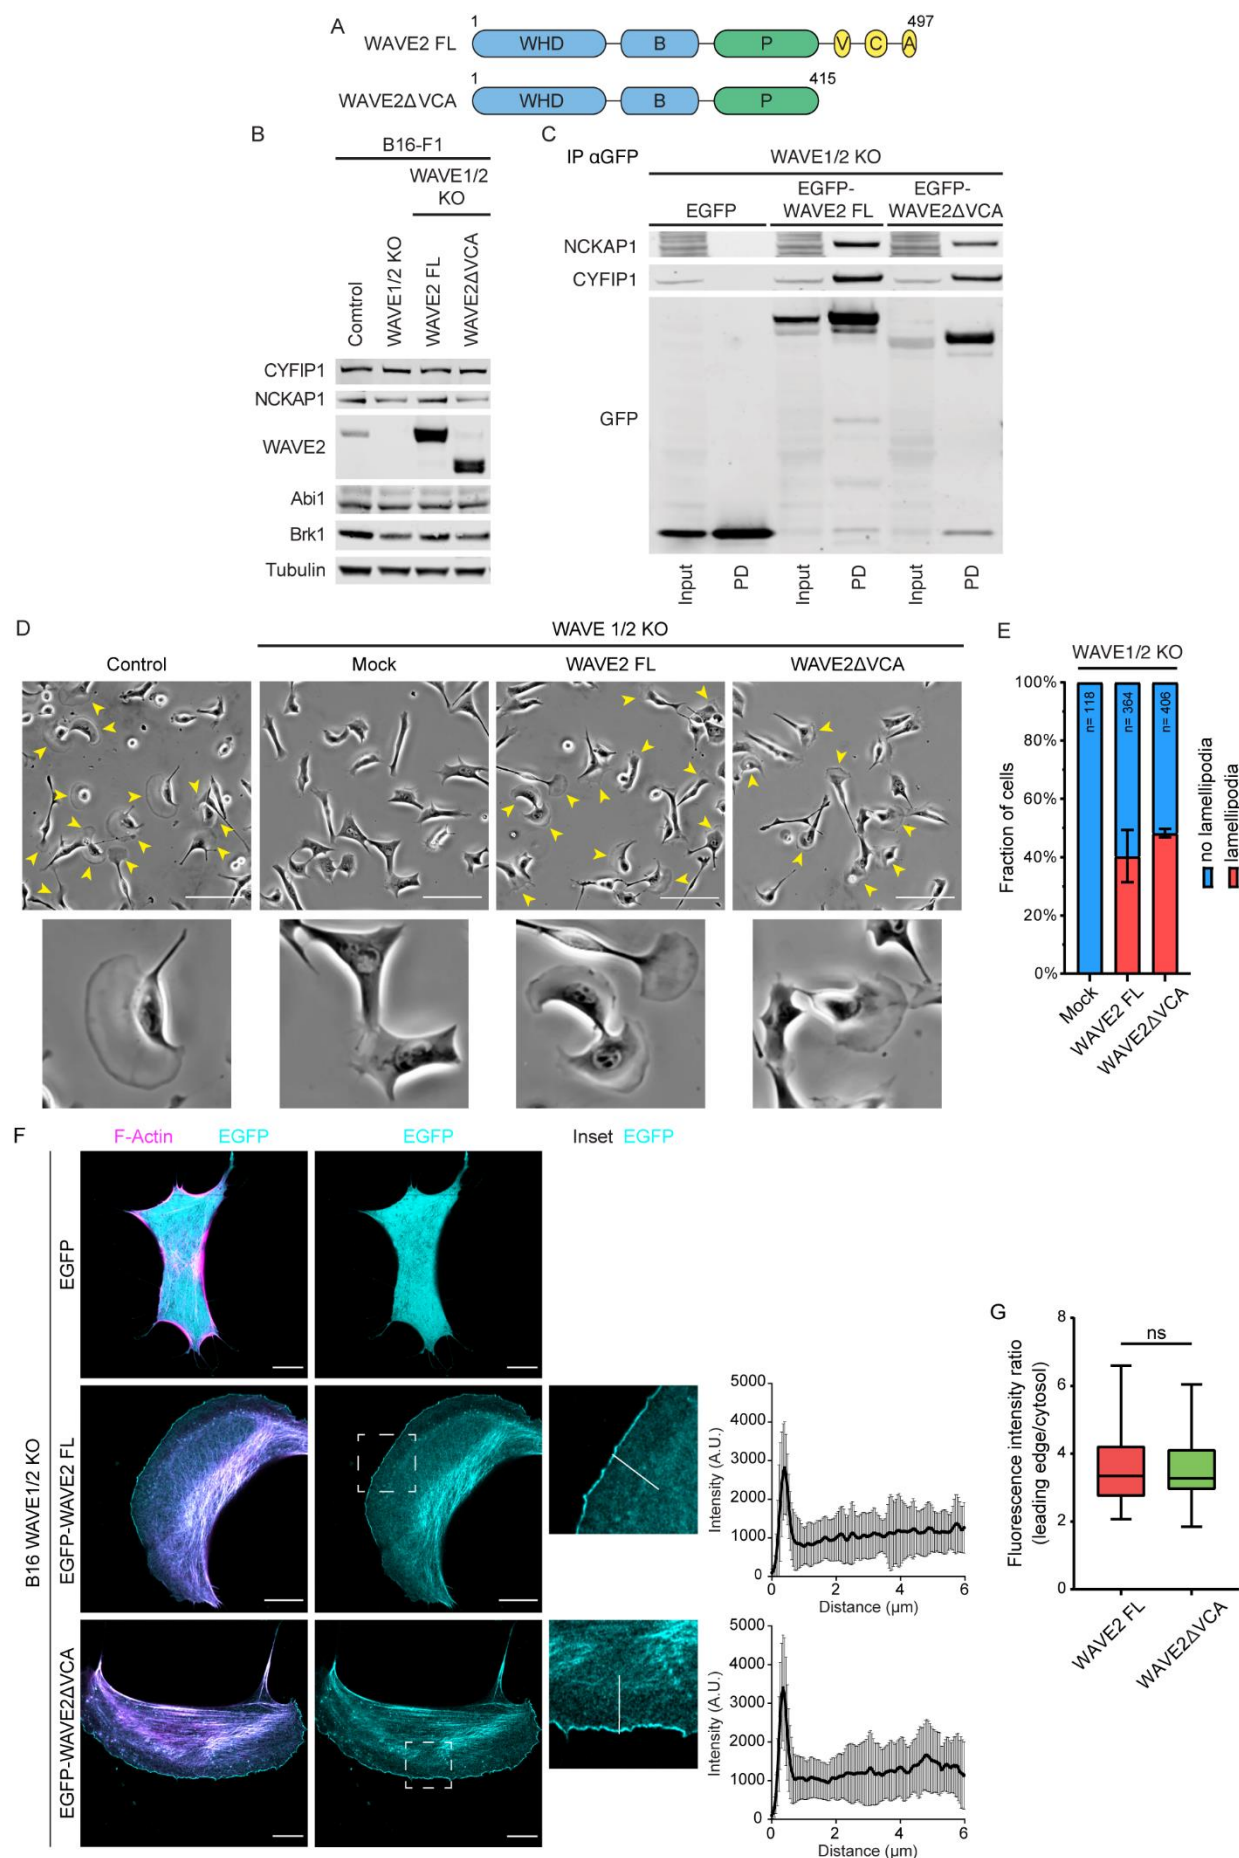 A
1
497
WAVE2 FL
WHD
B
P
V
C
A
1
415
WAVE2ΔVCA
WHD
B
P
B
B16-F1
WAVE1/2
KO
Comtrol
WAVE1/2 KO
WAVE2 FL
WAVE2ΔVCA
CYFIP1
NCKAP1
WAVE2
Abi1
Brk1
Tubulin
C
IP αGFP
WAVE1/2 KO
EGFP
EGFP-
WAVE2 FL
EGFP-
WAVE2ΔVCA
NCKAP1
CYFIP1
GFP
Input
PD
Input
PD
Input
PD
D
WAVE 1/2 KO
Control
Mock
WAVE2 FL
WAVE2ΔVCA
E
WAVE1/2 KO
100%
80%
60%
40%
20%
0%
Fraction of cells
n= 118
n= 364
n= 406
Mock
WAVE2 FL
WAVE2ΔVCA
no lamellipodia
lamellipodia
F
F-Actin
EGFP
EGFP
Inset EGFP
B16 WAVE1/2 KO
EGFP
EGFP-WAVE2 FL
EGFP-WAVE2ΔVCA
5000
4000
3000
2000
1000
0
Intensity (A.U.)
0
2
4
6
Distance (μm)
5000
4000
3000
2000
1000
0
Intensity (A.U.)
0
2
4
6
Distance (μm)
G
8
6
4
2
0
Fluorescence intensity ratio
(leading edge/cytosol)
ns
WAVE2 FL
WAVE2ΔVCA